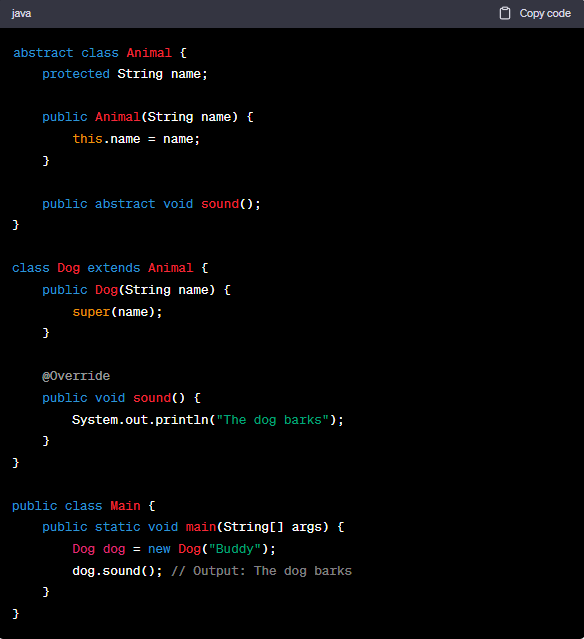 java
Copy code
abstract class Animal {
    protected String name;

    public Animal(String name) {
        this.name = name;
    }

    public abstract void sound();
}

class Dog extends Animal {
    public Dog(String name) {
        super(name);
    }

    @Override
    public void sound() {
        System.out.println("The dog barks");
    }
}

public class Main {
    public static void main(String[] args) {
        Dog dog = new Dog("Buddy");
        dog.sound(); // Output: The dog barks
    }
}